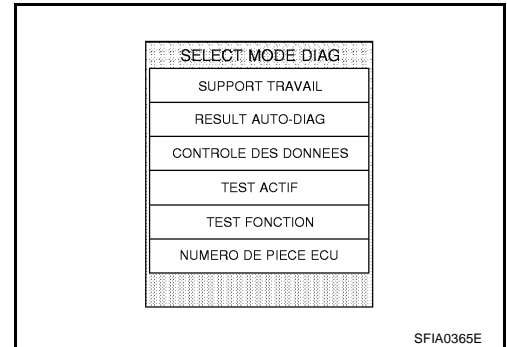 SELECT MODE DIAG
SUPPORT TRAVAIL
RESULT AUTO-DIAG
CONTROLE DES DONNEES
TEST ACTIF
TEST FONCTION
NUMERO DE PIECE ECU
SFIA0365E